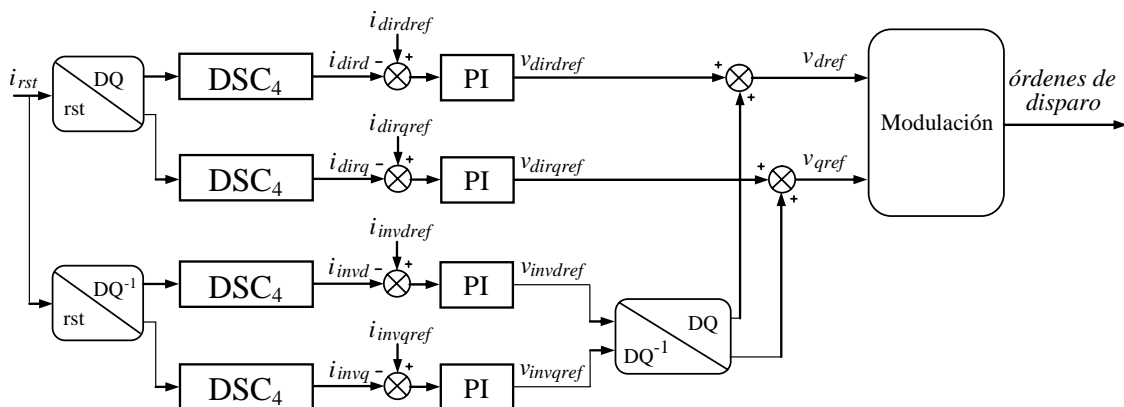 i_dirdref
i_rst
DQ
rst
DSC₄
i_dird
-
+
PI
v_dirdref
+
+
v_dref
Modulación
órdenes de
disparo
i_dirqref
DSC₄
i_dirq
-
+
PI
v_dirqref
+
+
v_qref
i_invdref
DQ⁻¹
rst
DSC₄
i_invd
-
+
PI
v_invdref
DQ
DQ⁻¹
i_invqref
DSC₄
i_invq
-
+
PI
v_invqref